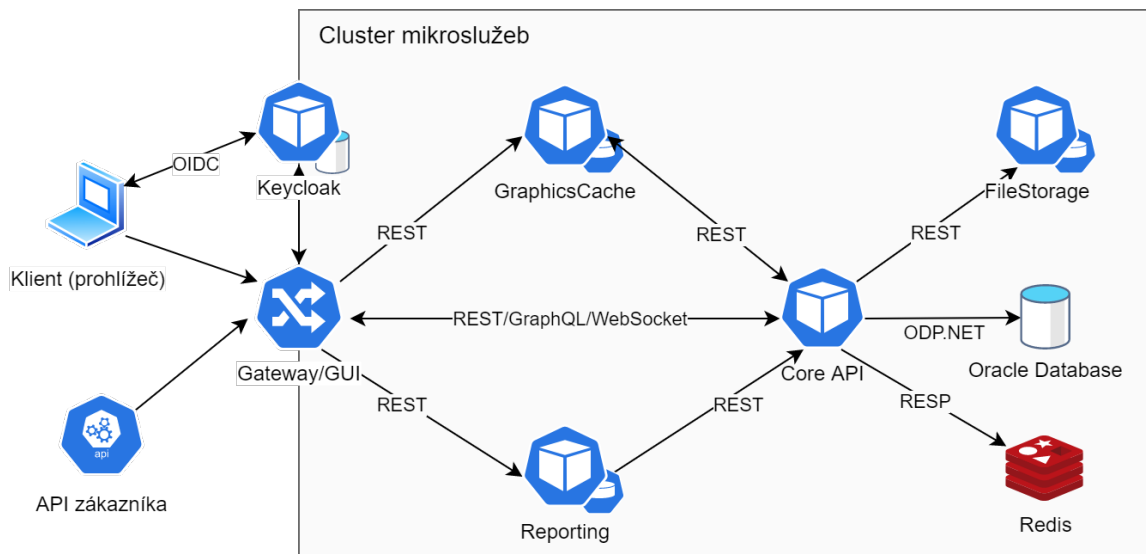 Cluster mikroslužeb
OIDC
Keycloak
GraphicsCache
FileStorage
Klient (prohlížeč)
REST
REST
REST
REST/GraphQL/WebSocket
ODP.NET
Gateway/GUI
Core API
Oracle Database
REST
REST
RESP
api
API zákazníka
Reporting
Redis